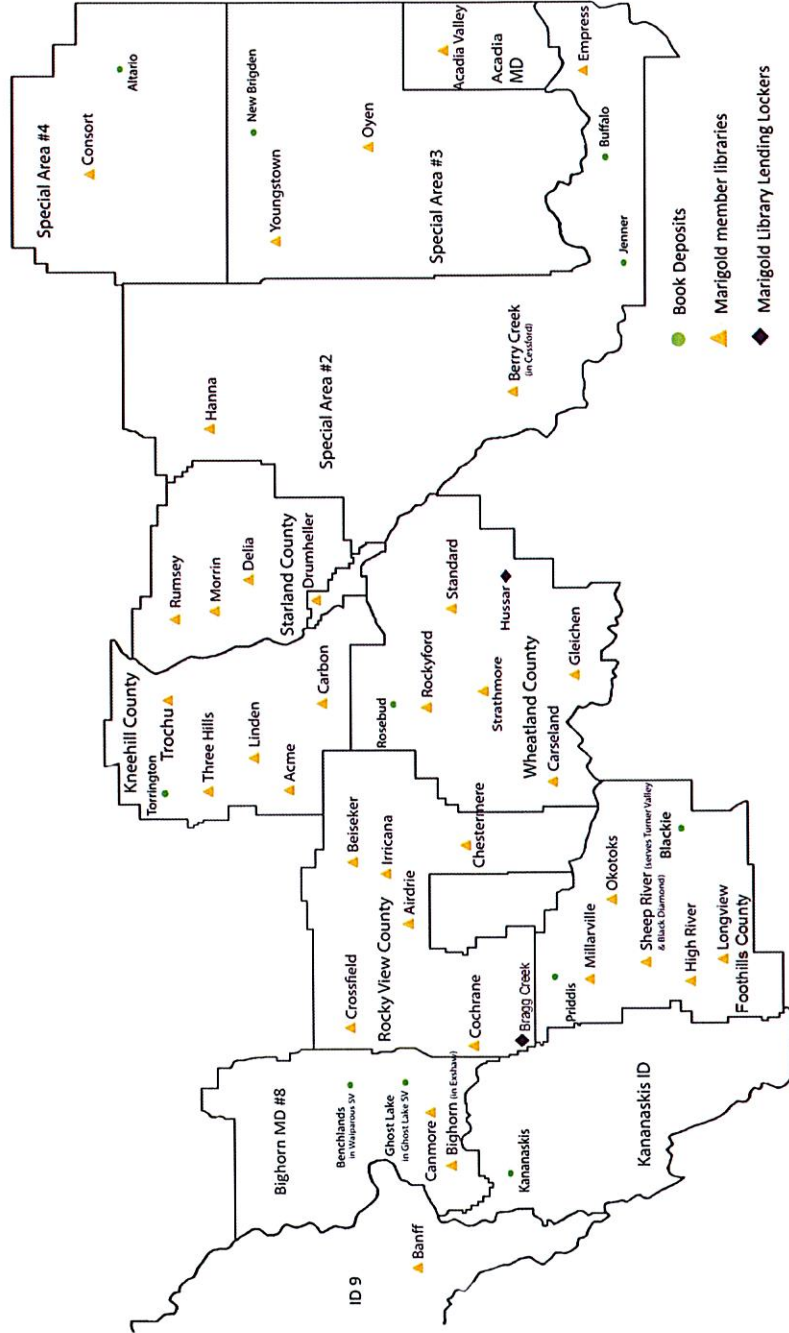 ID 9
Banff
Bighorn MD #8
Benchlands
in Waiparous SV
Ghost Lake
in Ghost Lake SV
Canmore
Bighorn (in Exshaw)
Kananaskis
Kananaskis ID
Crossfield
Rocky View County
Beiseker
Irricana
Airdrie
Cochrane
Chestermere
Bragg Creek
Priddis
Millarville
Okotoks
Sheep River (serves Turner Valley
& Black Diamond)
Blackie
High River
Longview
Foothills County
Kneehill County
Torrington
Trochu
Three Hills
Linden
Acme
Carbon
Rumsey
Morrin
Delia
Starland County
Drumheller
Rosebud
Rockyford
Standard
Strathmore
Hussar
Wheatland County
Carseland
Gleichen
Hanna
Special Area #2
Berry Creek
(in Cessford)
Special Area #4
Consort
Altario
New Brigden
Youngstown
Oyen
Special Area #3
Acadia Valley
Acadia
MD
Empress
Buffalo
Jenner
Book Deposits
Marigold member libraries
Marigold Library Lending Lockers